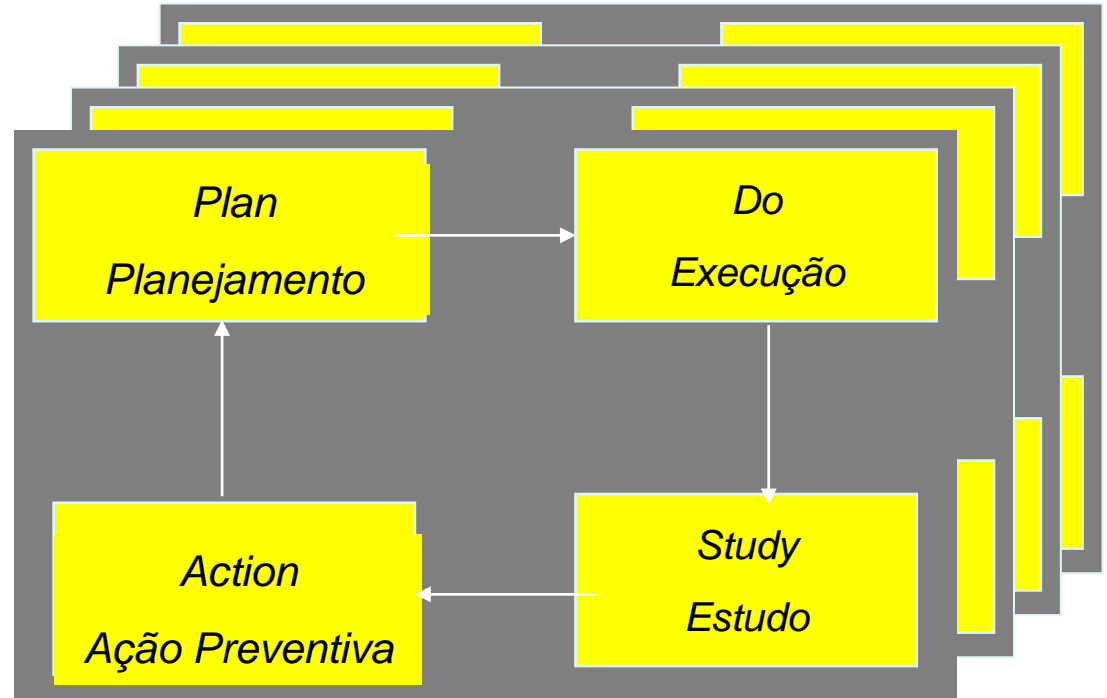 Plan
Planejamento
Do
Execução
Study
Estudo
Action
Ação Preventiva